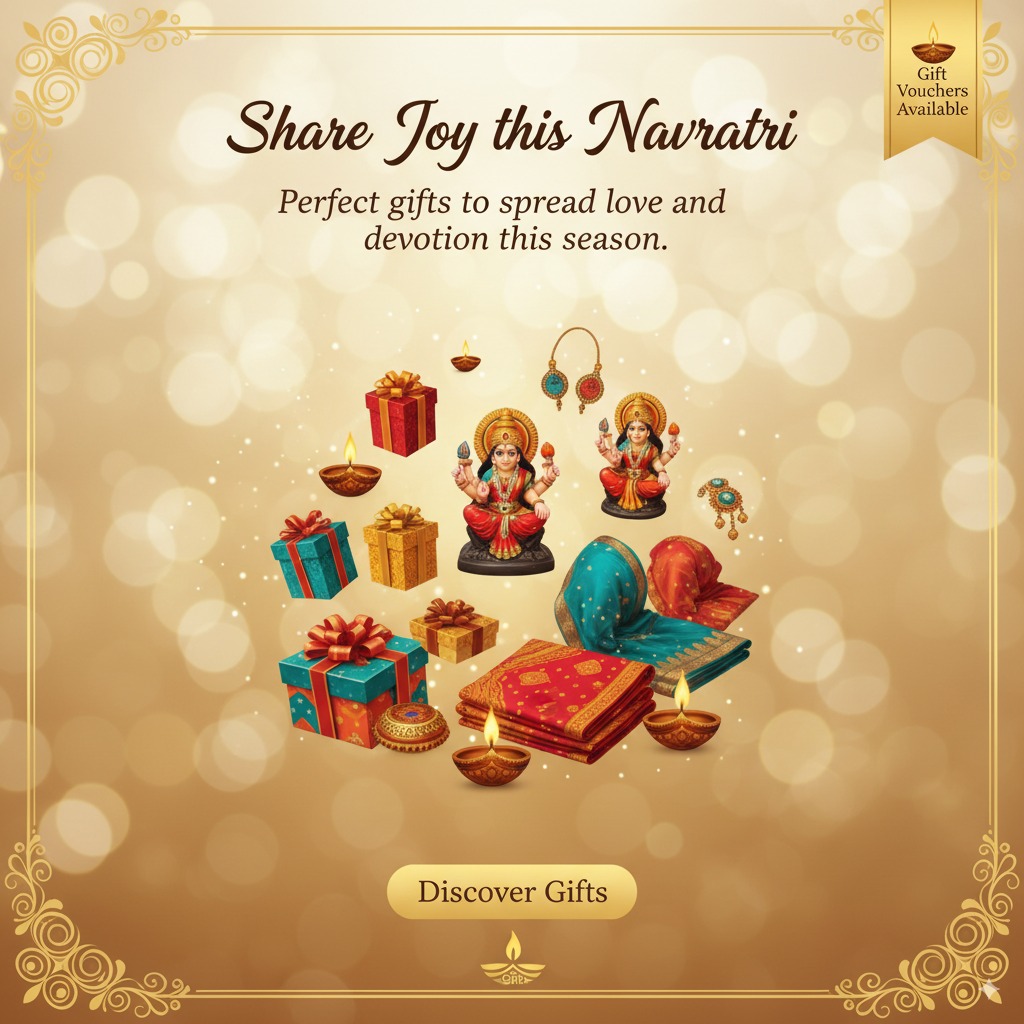 Gift
Vouchers
Available
Share Joy this Navratri
Perfect gifts to spread love and
devotion this season.
Discover Gifts